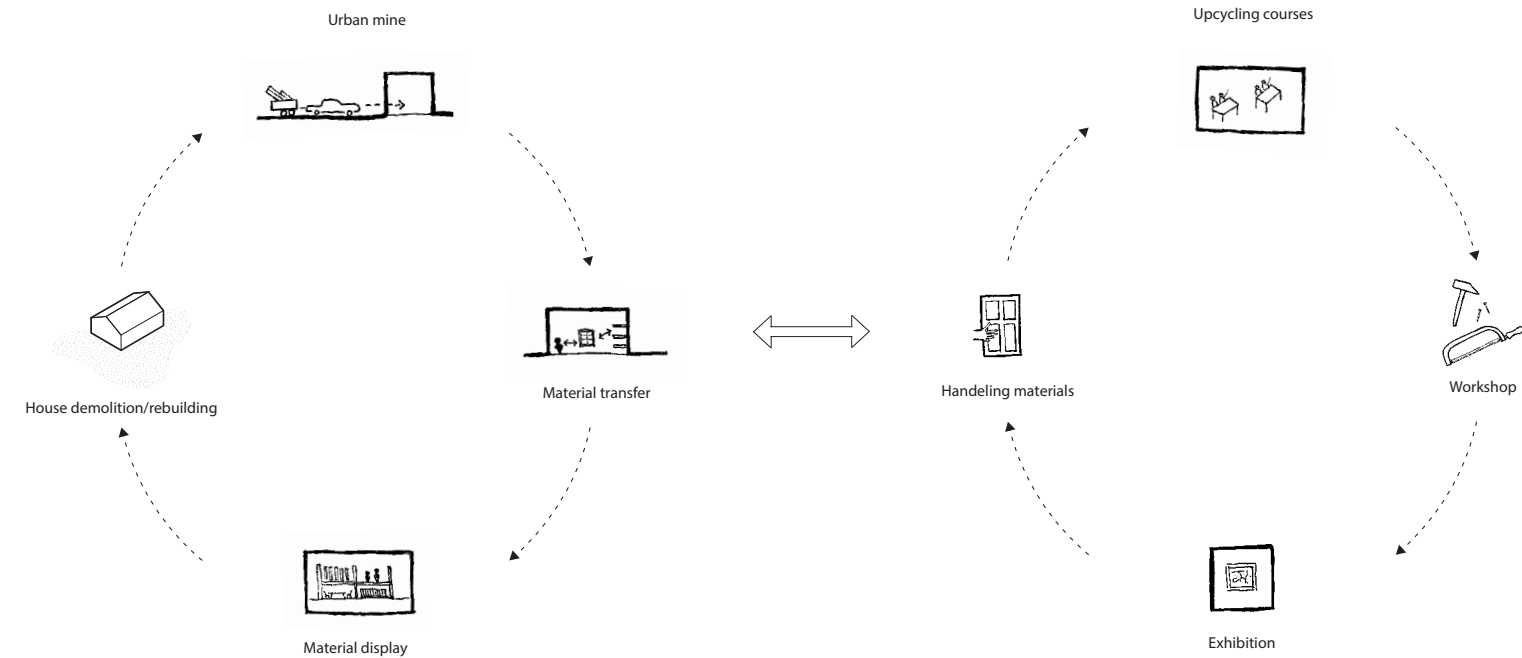 Urban mine
Upcycling courses
House demolition/rebuilding
Material transfer
Handeling materials
Workshop
Material display
Exhibition